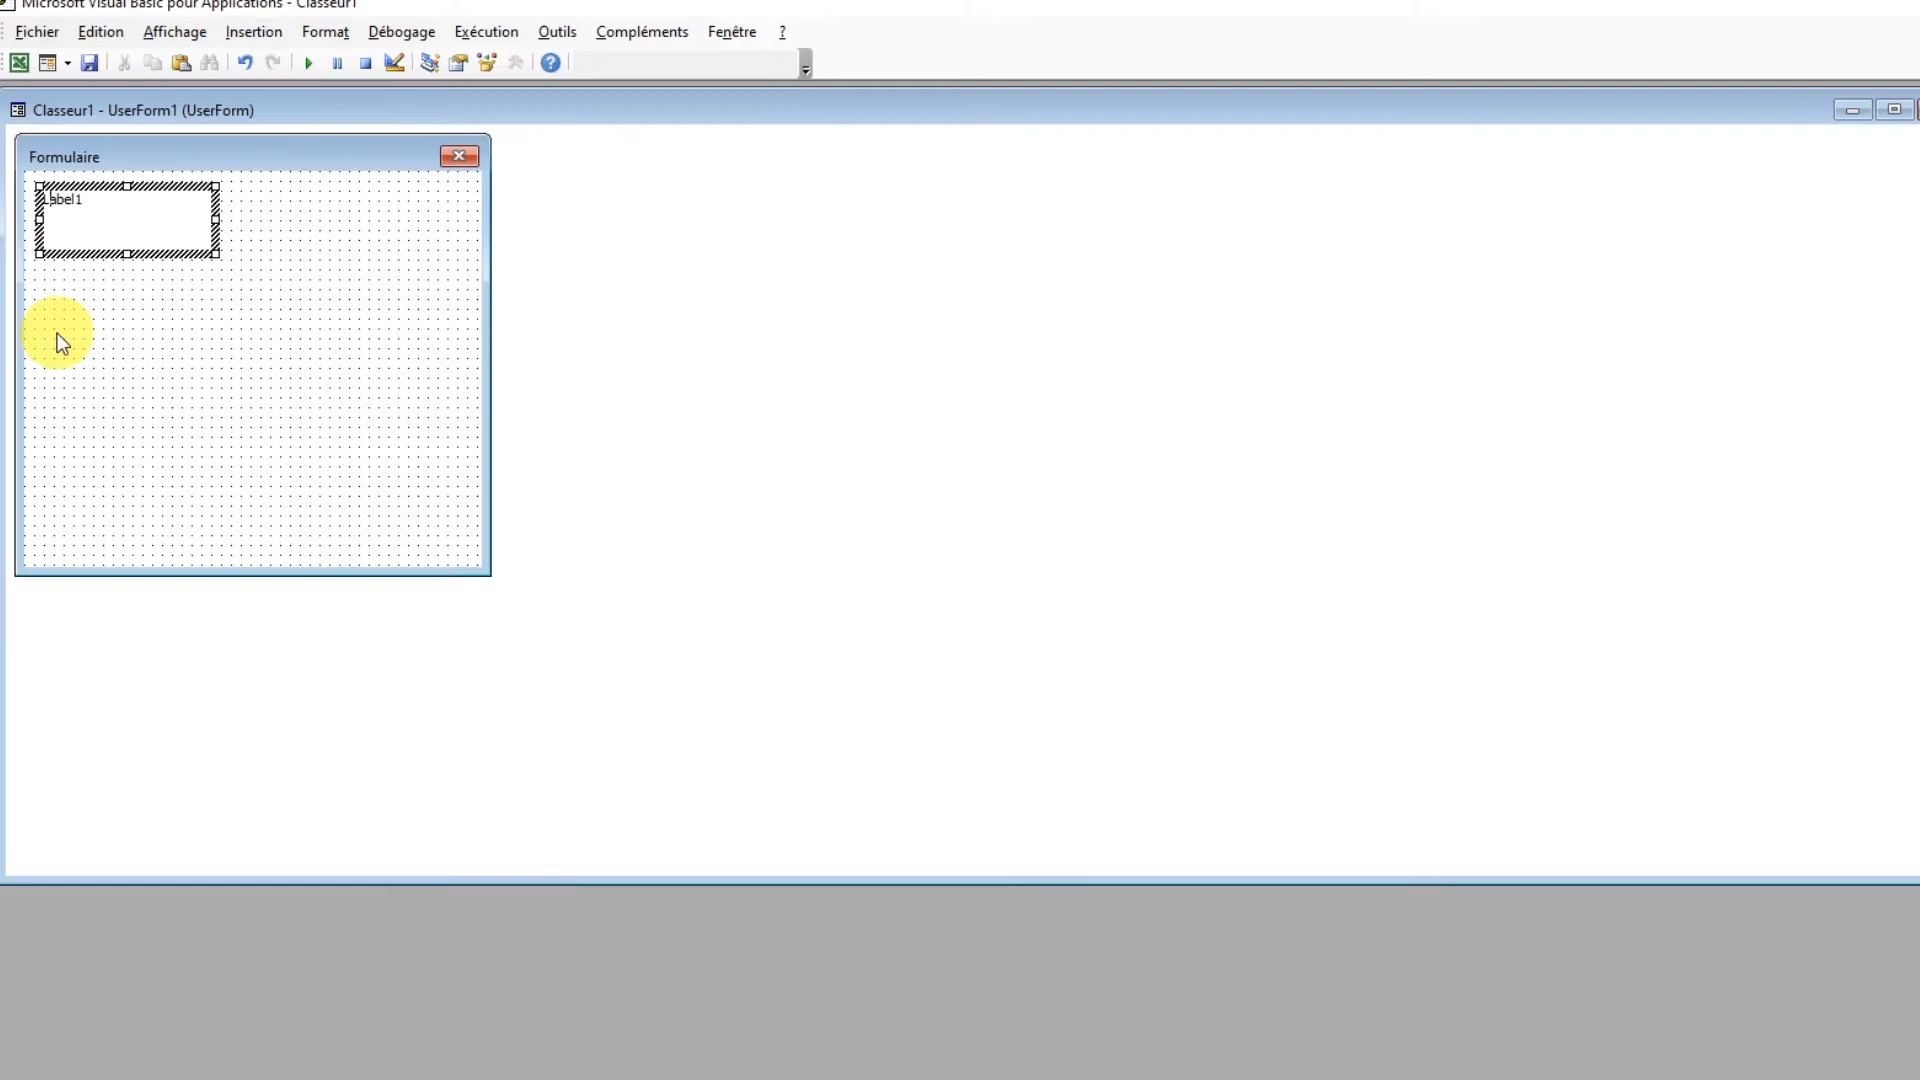 Microsoft Visual Basic pour Applications - Classeur1
Fichier Edition Affichage Insertion Format Débogage Exécution Outils Compléments Fenêtre ?
Classeur1 - UserForm1 (UserForm)
Formulaire
Label1